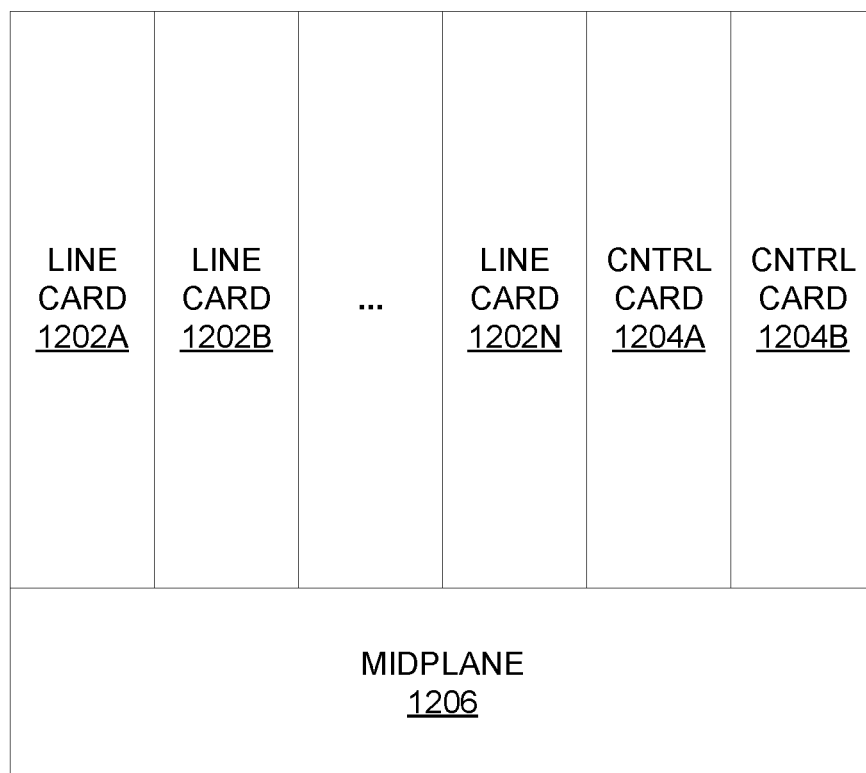 LINE
CARD
1202A
LINE
CARD
1202B
...
LINE
CARD
1202N
CNTRL
CARD
1204A
CNTRL
CARD
1204B
MIDPLANE
1206